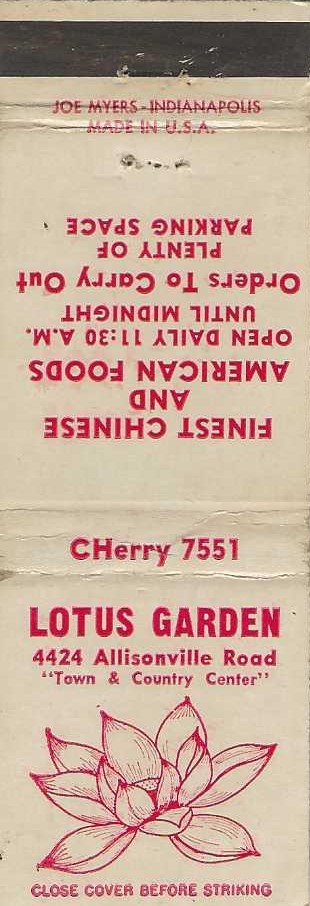 JOE MYERS - INDIANAPOLIS
MADE IN U.S.A.
FINEST CHINESE
AND
AMERICAN FOODS
OPEN DAILY 11:30 A.M.
UNTIL MIDNIGHT
Orders To Carry Out
PLENTY OF
PARKING SPACE
CHerry 7551
LOTUS GARDEN
4424 Allisonville Road
"Town & Country Center"
CLOSE COVER BEFORE STRIKING